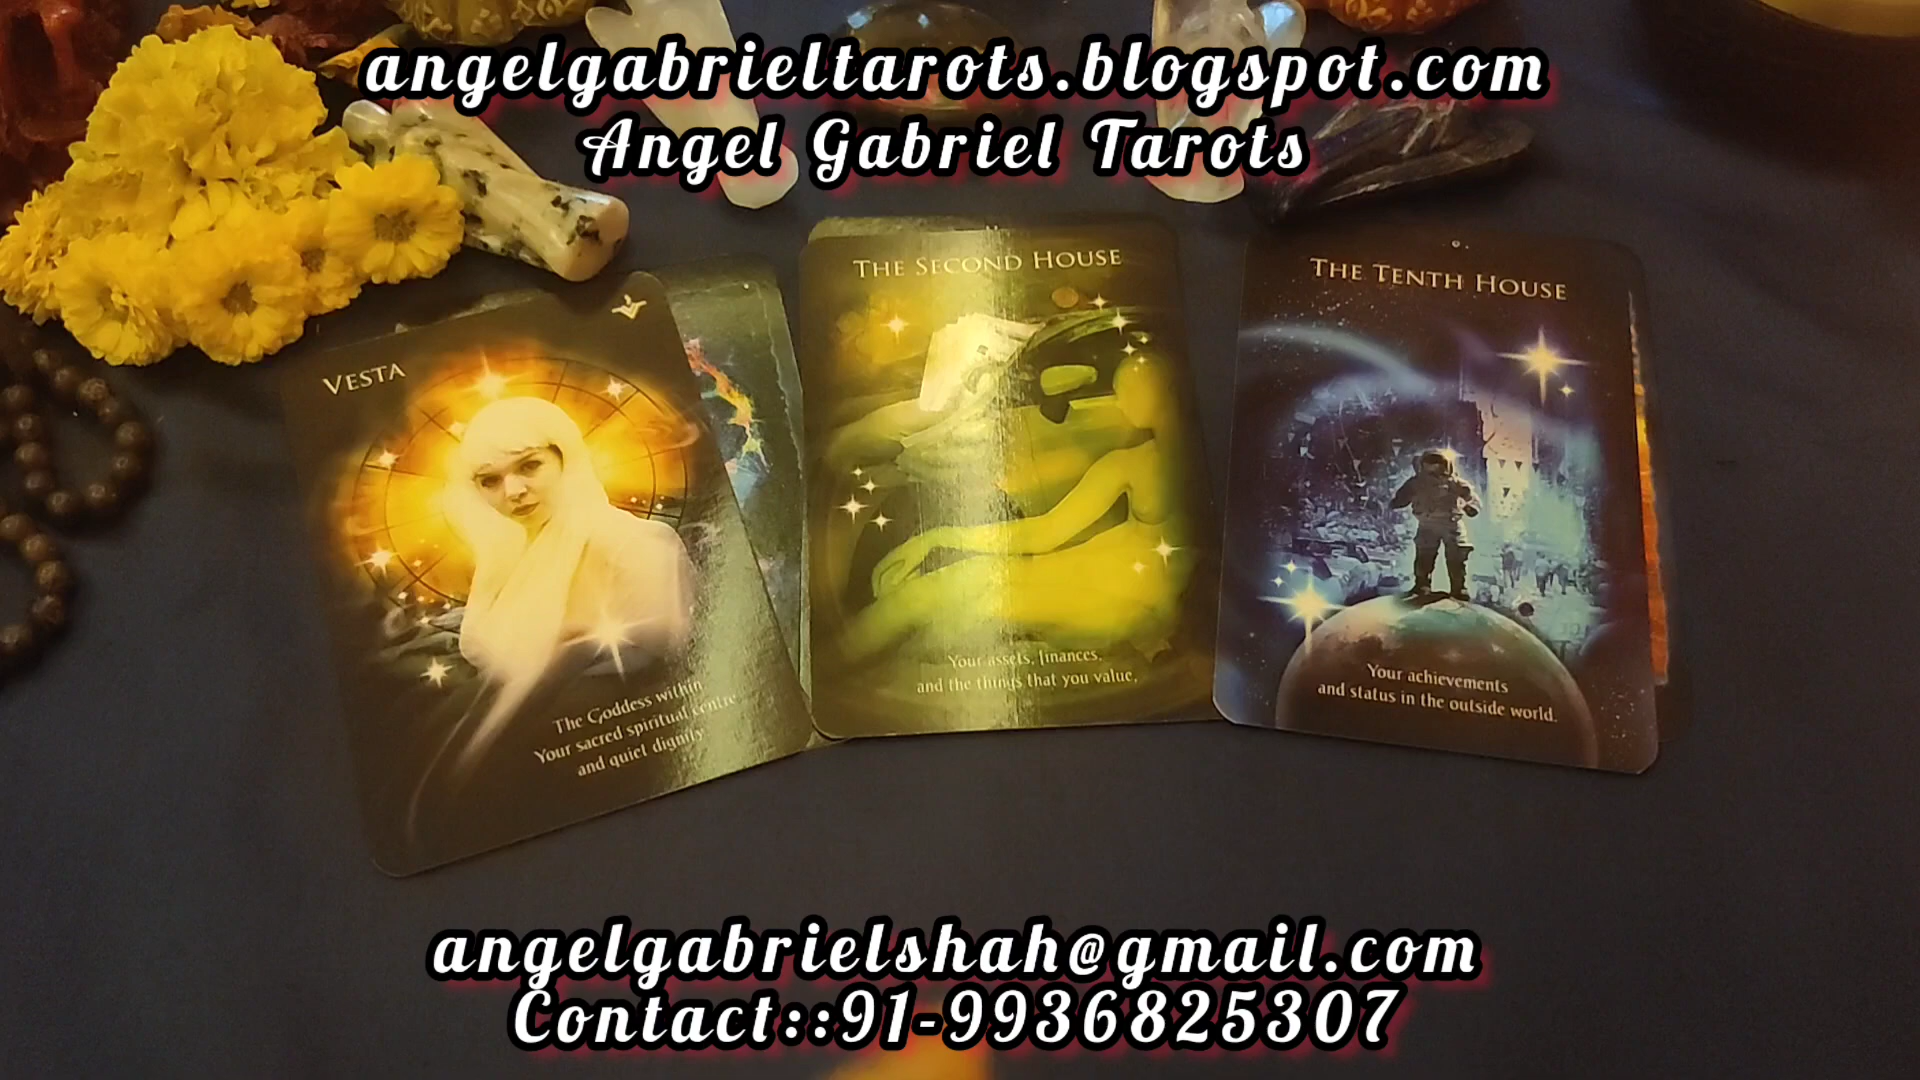 angelgabrieltarots.blogspot.com
Angel Gabriel Tarots
VESTA
The Goddess within
Your sacred spiritual centre
and quiet dignity
THE SECOND HOUSE
Your assets, finances,
and the things that you value.
THE TENTH HOUSE
Your achievements
and status in the outside world.
angelgabrielshah@gmail.com
Contact::91-9936825307